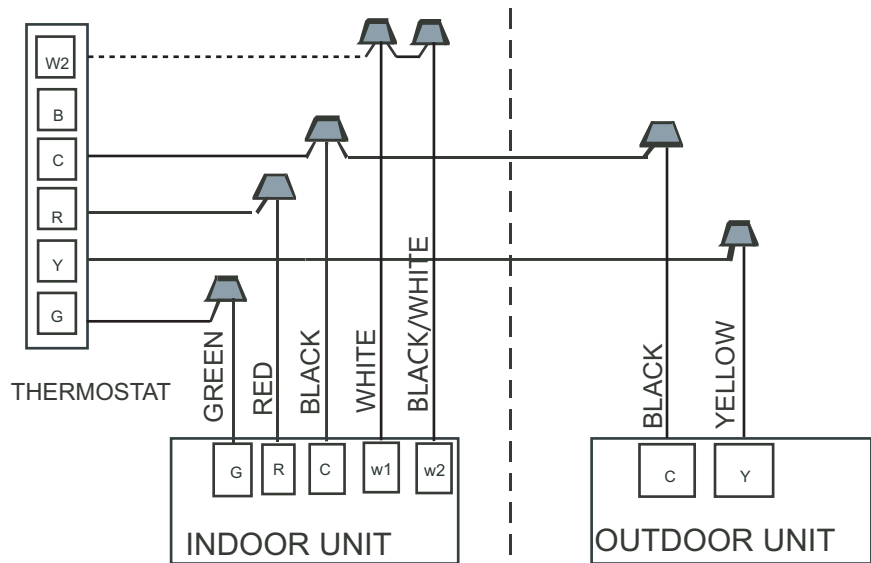 W2
B
C
R
Y
G
THERMOSTAT
GREEN
RED
BLACK
WHITE
BLACK/WHITE
BLACK
YELLOW
G R C w1 w2
INDOOR UNIT
C Y
OUTDOOR UNIT